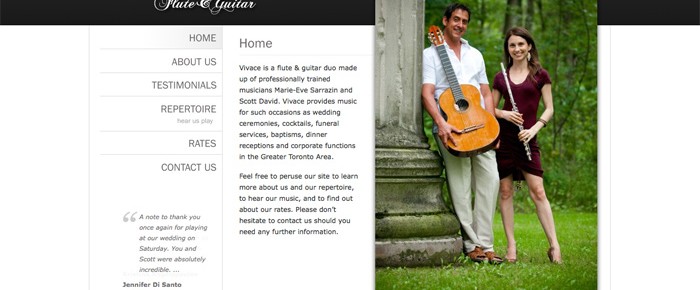 Flute & Guitar
HOME
ABOUT US
TESTIMONIALS
REPERTOIRE
hear us play
RATES
CONTACT US
“ A note to thank you
once again for playing
at our wedding on
Saturday. You and
Scott were absolutely
incredible. ...
Jennifer Di Santo
Home
Vivace is a flute & guitar duo made
up of professionally trained
musicians Marie-Eve Sarrazin and
Scott David. Vivace provides music
for such occasions as wedding
ceremonies, cocktails, funeral
services, baptisms, dinner
receptions and corporate functions
in the Greater Toronto Area.
Feel free to peruse our site to learn
more about us and our repertoire,
to hear our music, and to find out
about our rates. Please don't
hesitate to contact us should you
need any further information.